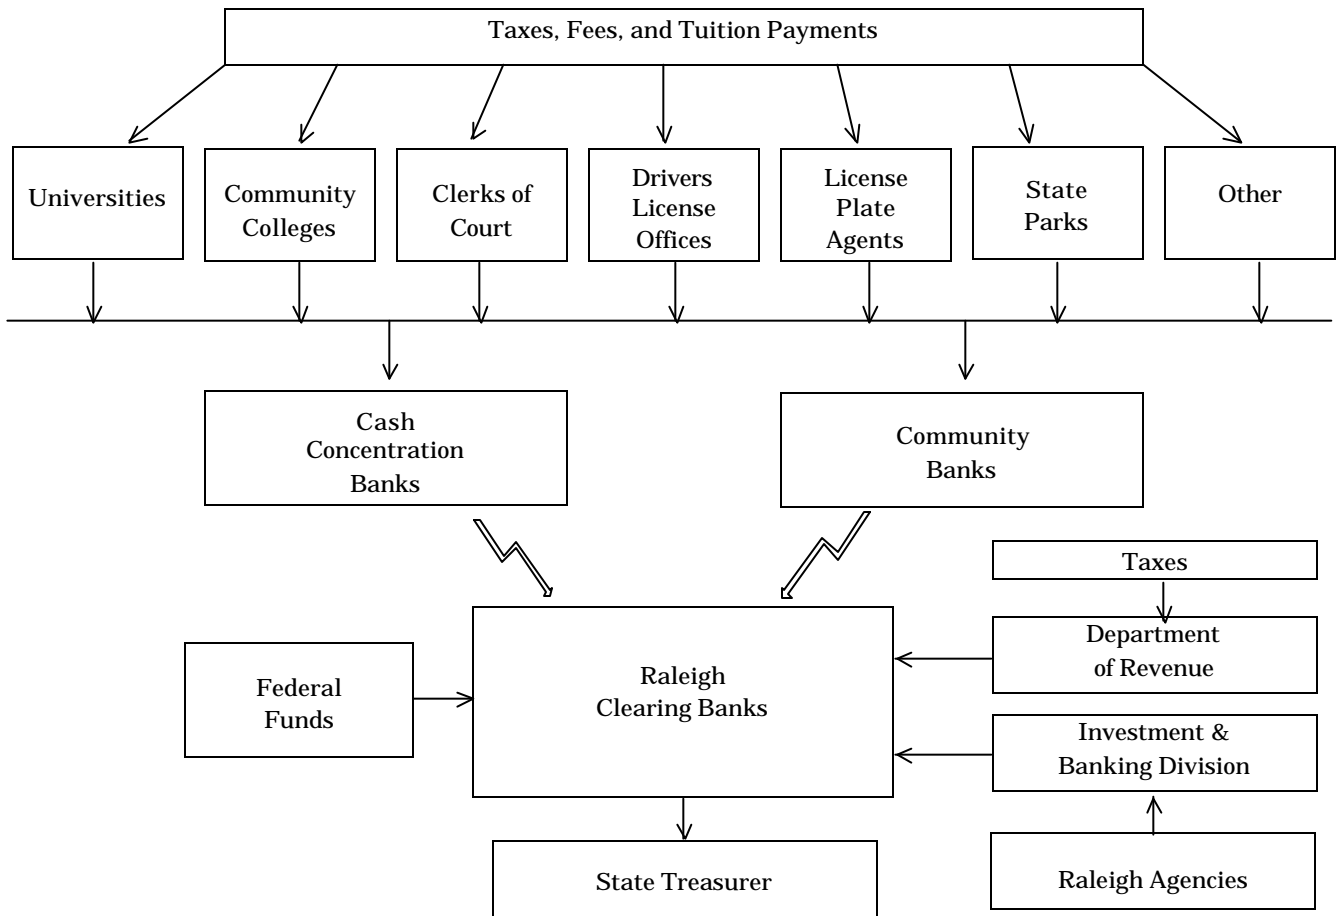 Taxes, Fees, and Tuition Payments
Universities
Community
Colleges
Clerks of
Court
Drivers
License
Offices
License
Plate
Agents
State
Parks
Other
Cash
Concentration
Banks
Community
Banks
Taxes
Department
of Revenue
Federal
Funds
Raleigh
Clearing Banks
Investment &
Banking Division
State Treasurer
Raleigh Agencies